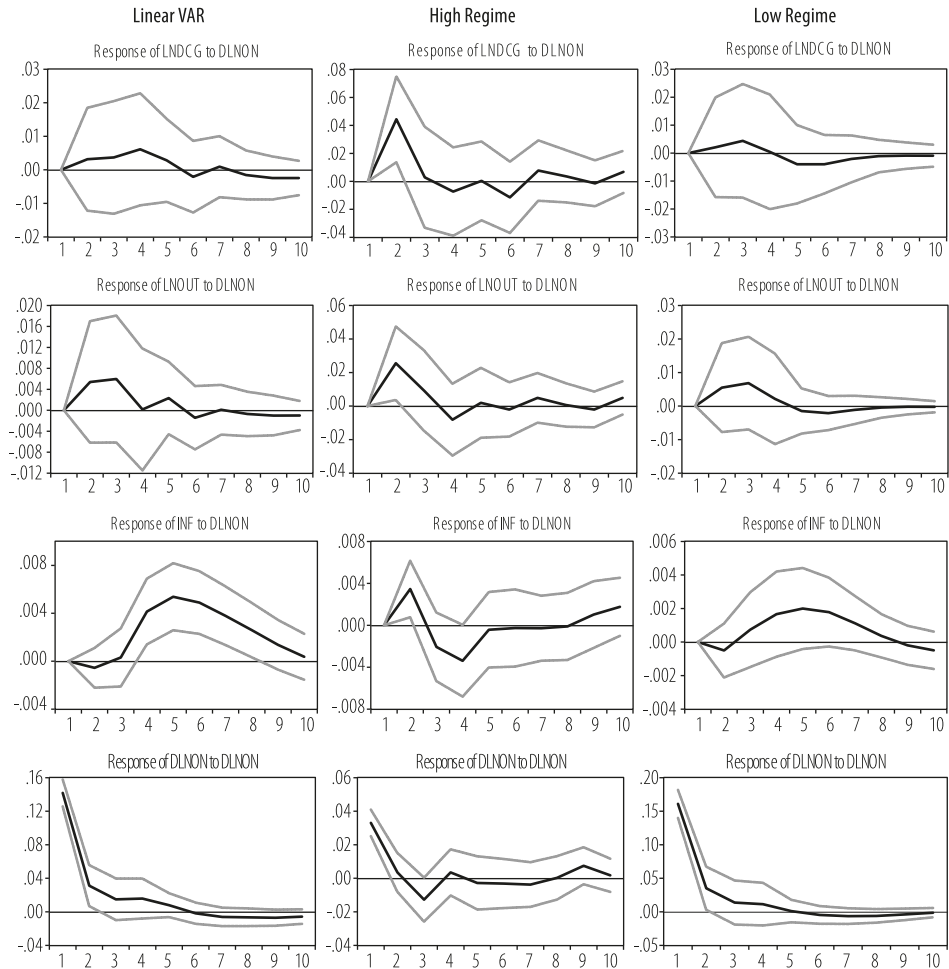 Linear VAR
High Regime
Low Regime
Response of LNDCG to DLNON
.03
.02
.01
.00
-.01
-.02
1 2 3 4 5 6 7 8 9 10
Response of LNDCG to DLNON
.08
.06
.04
.02
.00
-.02
-.04
1 2 3 4 5 6 7 8 9 10
Response of LNDCG to DLNON
.03
.02
.01
.00
-.01
-.02
-.03
1 2 3 4 5 6 7 8 9 10
Response of LNOUT to DLNON
.020
.016
.012
.008
.004
.000
-.004
-.008
-.012
1 2 3 4 5 6 7 8 9 10
Response of LNOUT to DLNON
.06
.04
.02
.00
-.02
-.04
1 2 3 4 5 6 7 8 9 10
Response of LNOUT to DLNON
.03
.02
.01
.00
-.01
-.02
1 2 3 4 5 6 7 8 9 10
Response of INF to DLNON
.008
.004
.000
-.004
1 2 3 4 5 6 7 8 9 10
Response of INF to DLNON
.008
.004
.000
-.004
-.008
1 2 3 4 5 6 7 8 9 10
Response of INF to DLNON
.006
.004
.002
.000
-.002
-.004
1 2 3 4 5 6 7 8 9 10
Response of DLNON to DLNON
.16
.12
.08
.04
.00
-.04
1 2 3 4 5 6 7 8 9 10
Response of DLNON to DLNON
.06
.04
.02
.00
-.02
-.04
1 2 3 4 5 6 7 8 9 10
Response of DLNON to DLNON
.20
.15
.10
.05
.00
-.05
1 2 3 4 5 6 7 8 9 10